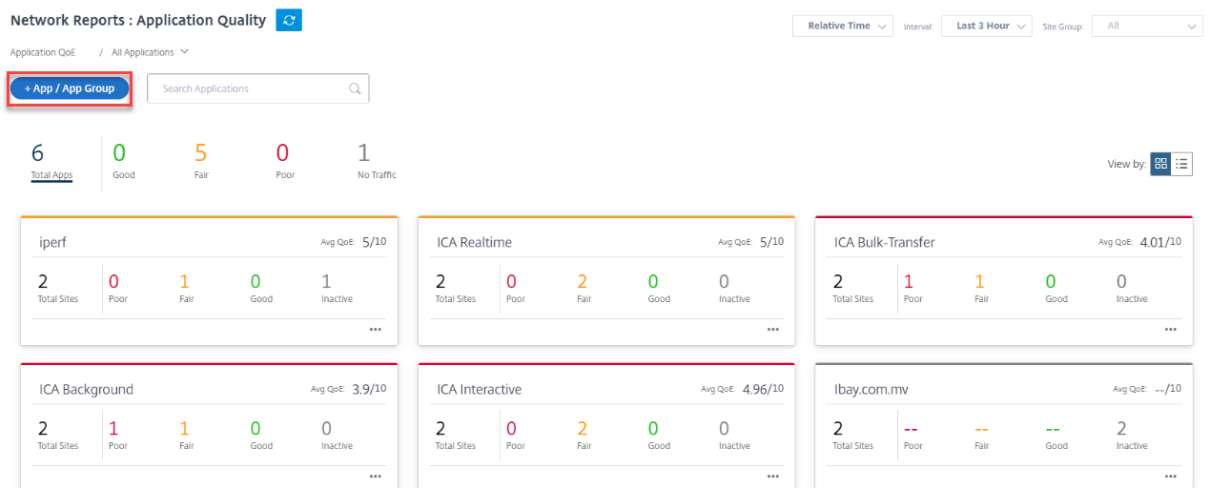 Network Reports : Application Quality
Relative Time Interval: Last 3 Hour Site Group: All
Application QoE / All Applications
+ App / App Group Search Applications
6 0 5 0 1
Total Apps Good Fair Poor No Traffic
View by:
iperf Avg QoE: 5/10
2 0 1 0 1
Total Sites Poor Fair Good Inactive
•••
ICA Realtime Avg QoE: 5/10
2 0 2 0 0
Total Sites Poor Fair Good Inactive
•••
ICA Bulk-Transfer Avg QoE: 4.01/10
2 1 1 0 0
Total Sites Poor Fair Good Inactive
•••
ICA Background Avg QoE: 3.9/10
2 1 1 0 0
Total Sites Poor Fair Good Inactive
•••
ICA Interactive Avg QoE: 4.96/10
2 0 2 0 0
Total Sites Poor Fair Good Inactive
•••
Ibay.com.mv Avg QoE: --/10
2 -- -- -- 2
Total Sites Poor Fair Good Inactive
•••